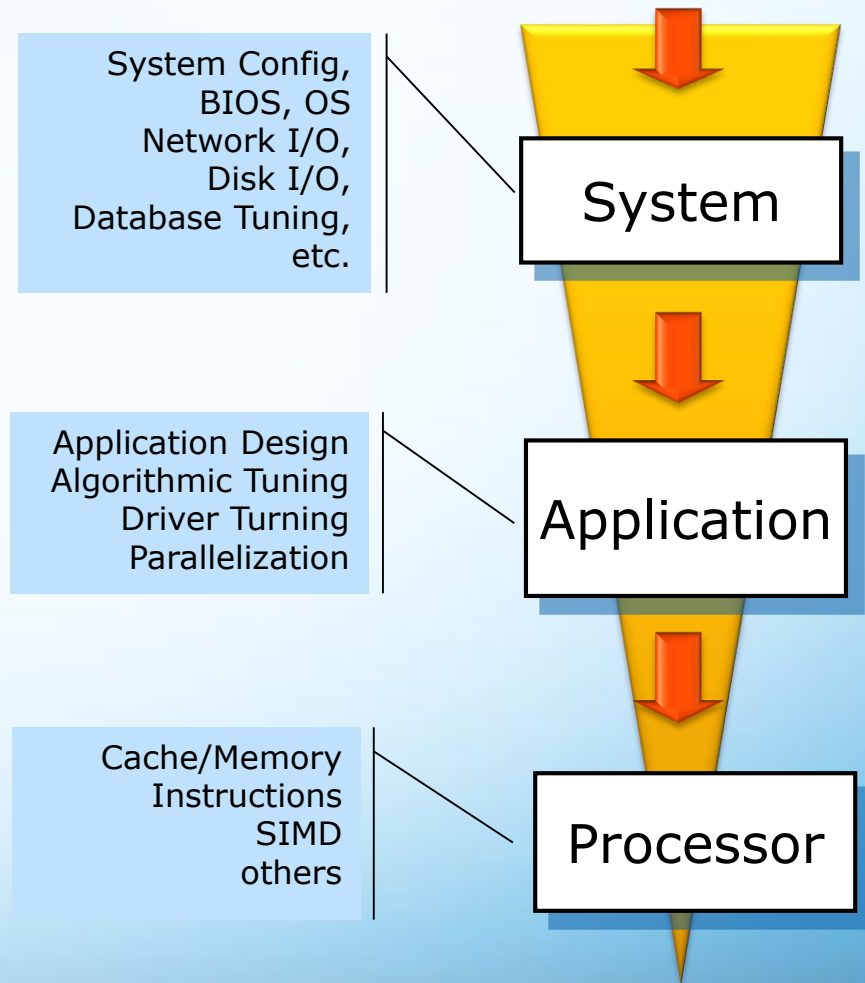 System Config,
BIOS, OS
Network I/O,
Disk I/O,
Database Tuning,
etc.
System
Application Design
Algorithmic Tuning
Driver Turning
Parallelization
Application
Cache/Memory
Instructions
SIMD
others
Processor